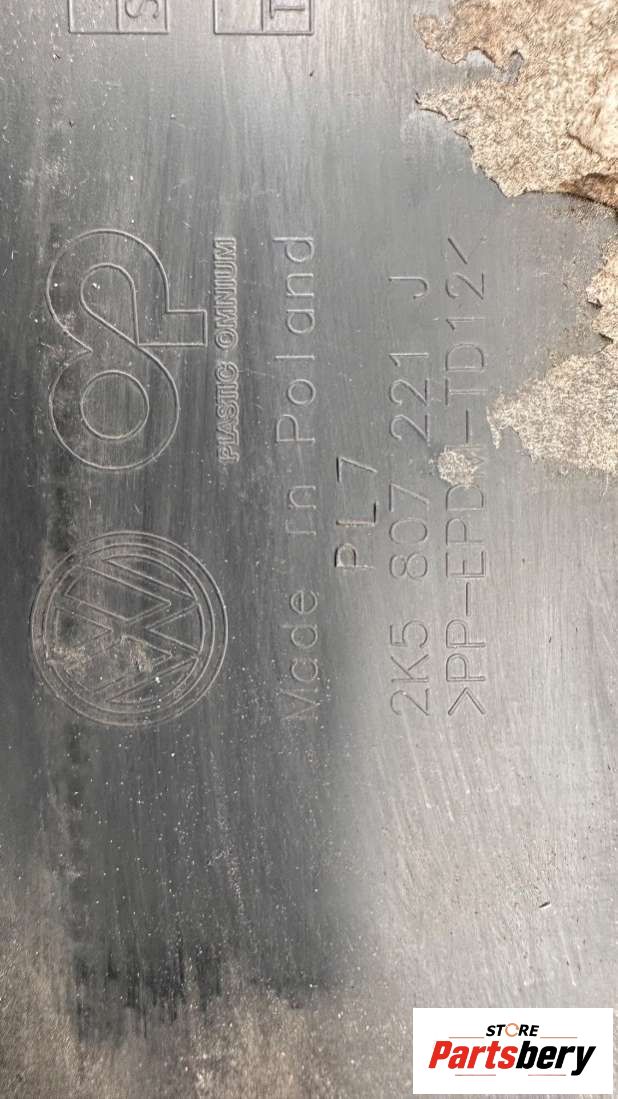 S
T
PLASTIC OMNIUM
Made in Poland
PL7
2K5 807 221 J
>PP-EPDM-TD12<
STORE
Partsbery